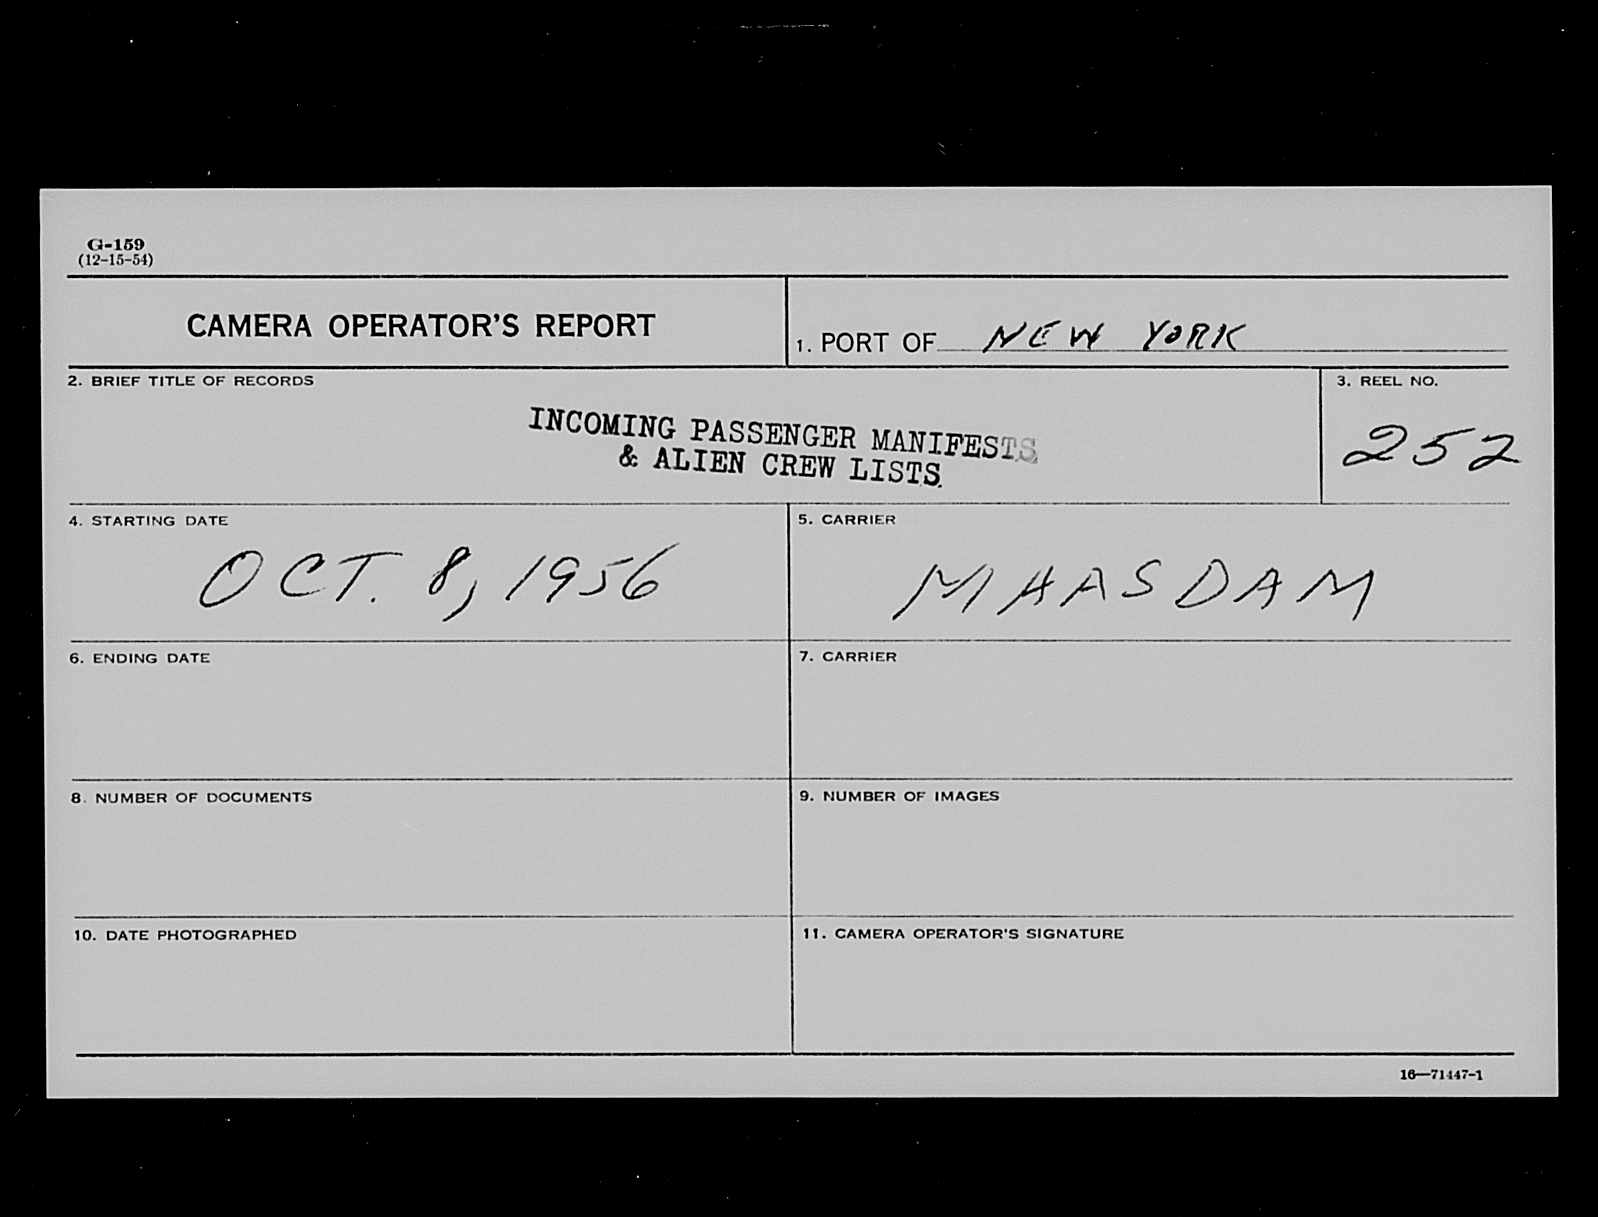 G-159
(12-15-54)
CAMERA OPERATOR'S REPORT
1. PORT OF NEW YORK
2. BRIEF TITLE OF RECORDS
INCOMING PASSENGER MANIFESTS
& ALIEN CREW LISTS.
3. REEL NO.
252
4. STARTING DATE
OCT. 8, 1956
5. CARRIER
MAASDAM
6. ENDING DATE
7. CARRIER
8. NUMBER OF DOCUMENTS
9. NUMBER OF IMAGES
10. DATE PHOTOGRAPHED
11. CAMERA OPERATOR'S SIGNATURE
16—71447-1